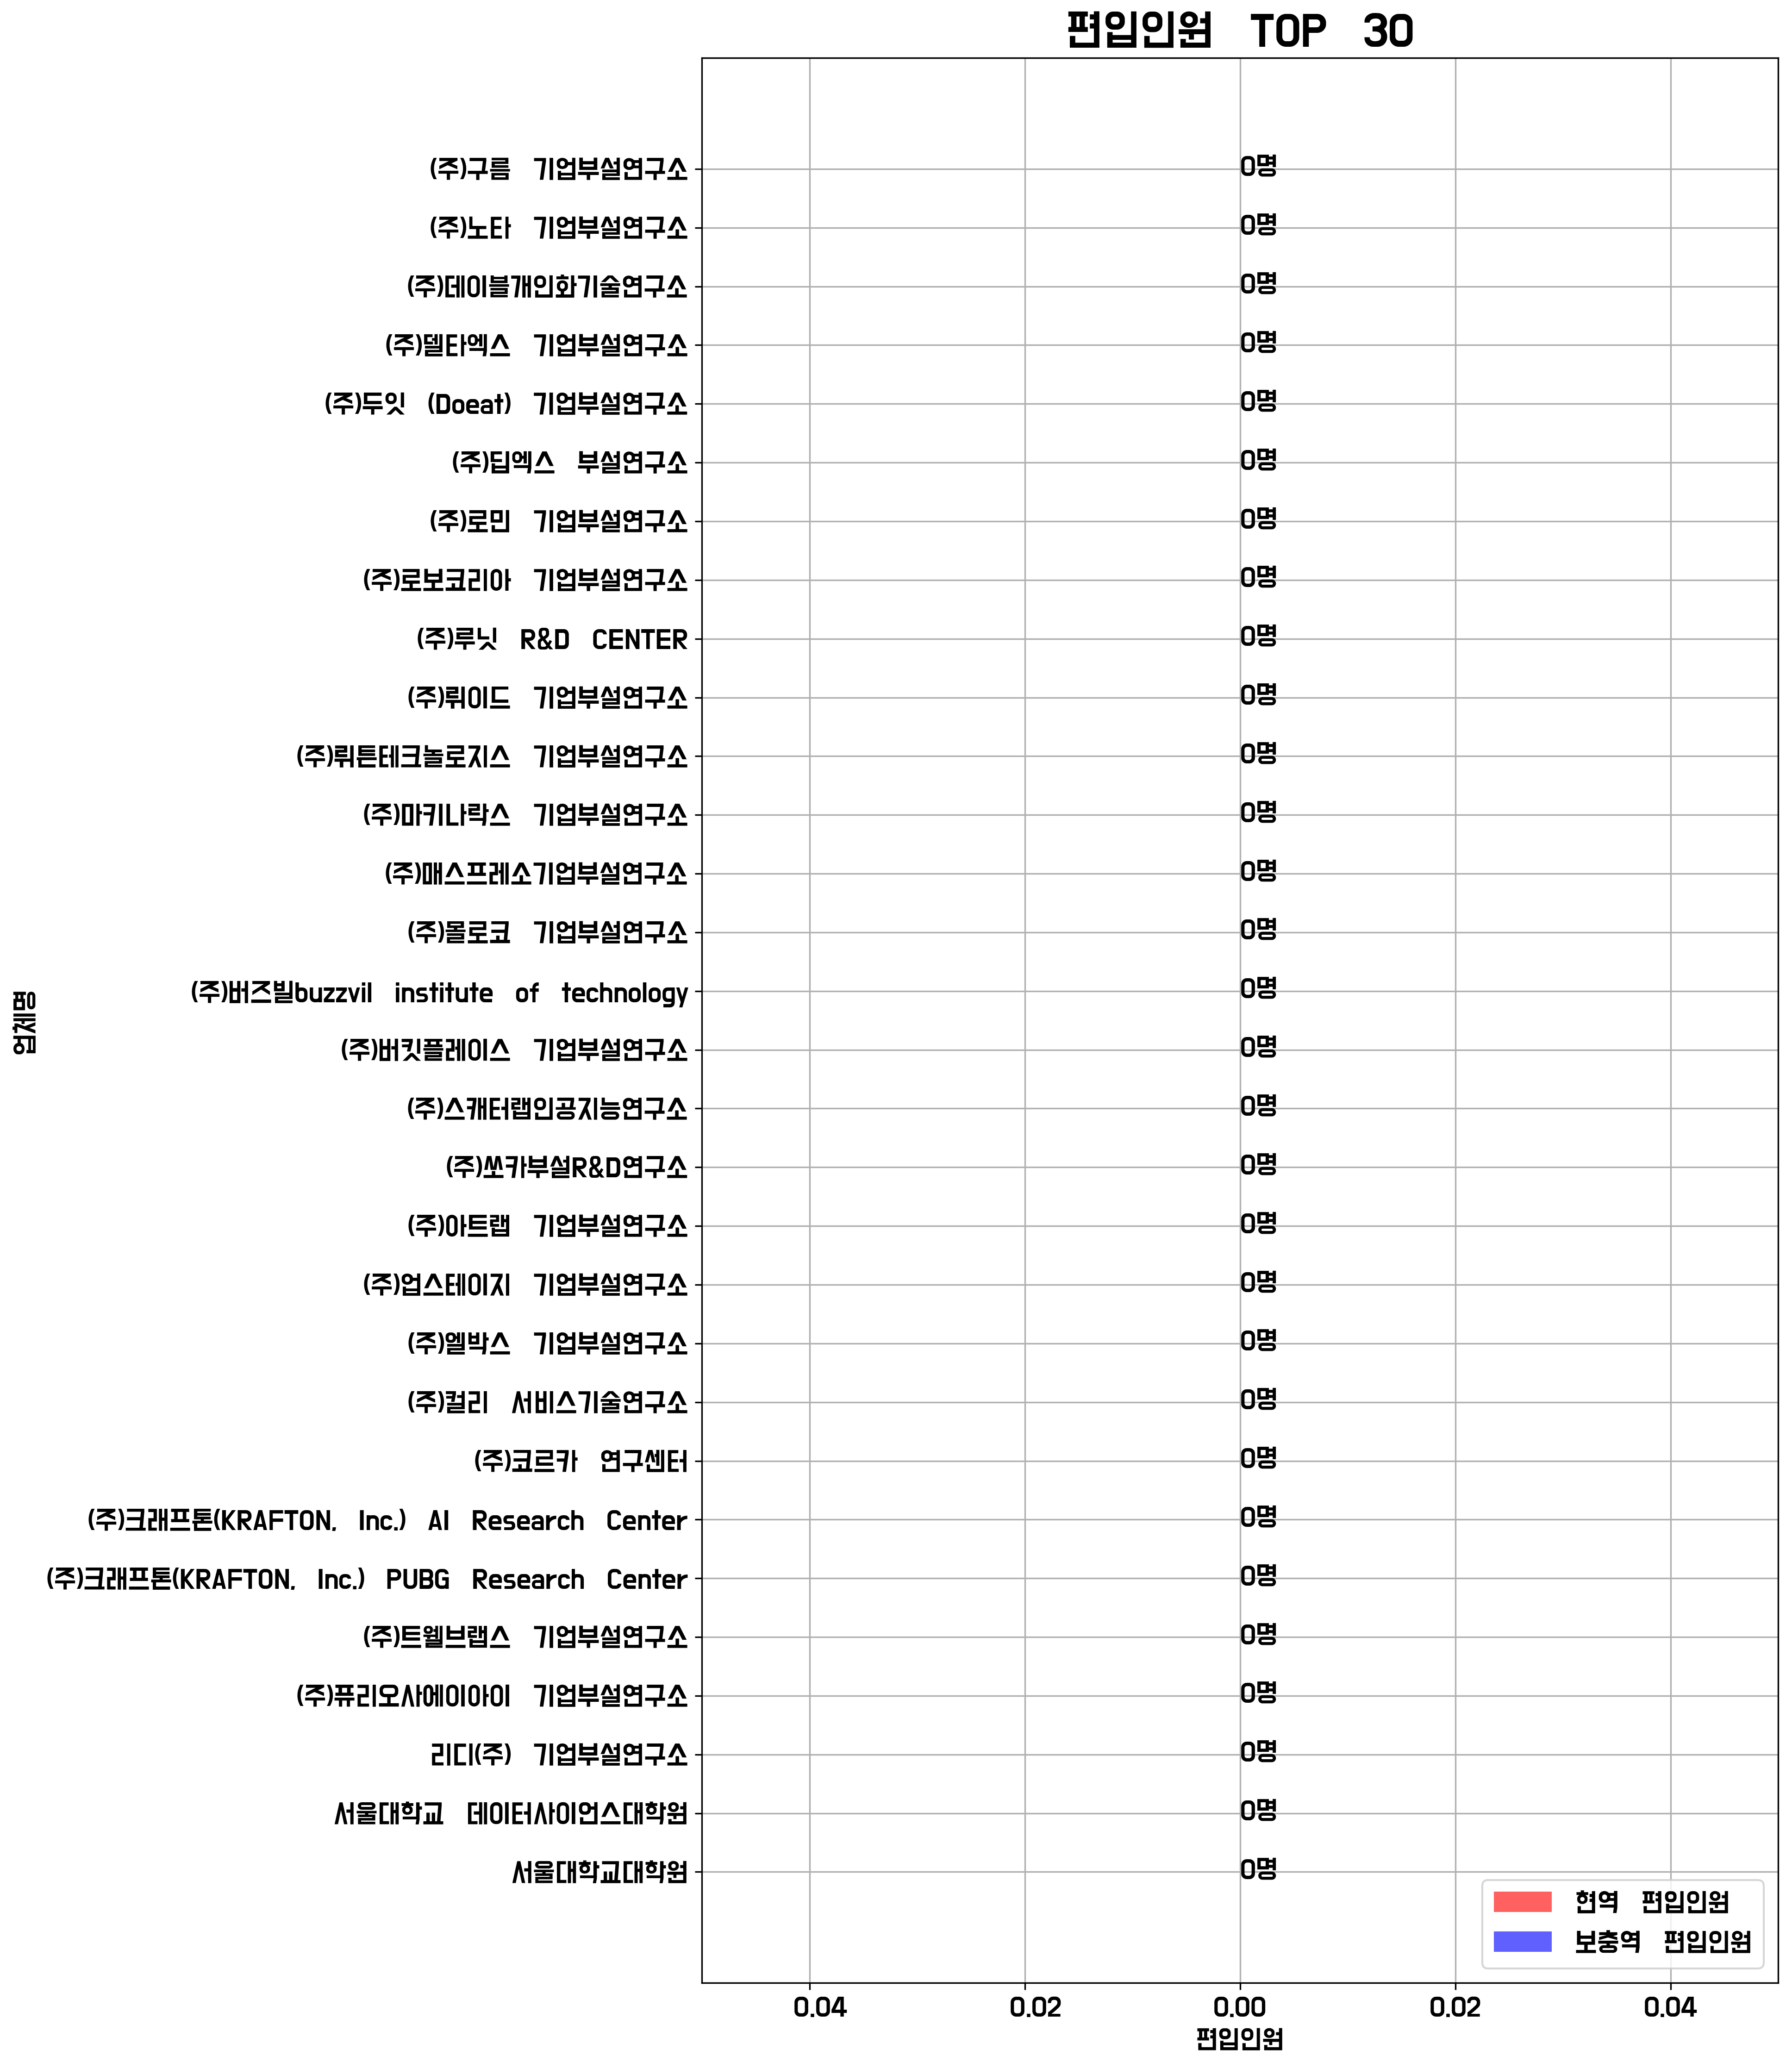 편입인원 TOP 30
(주)구름 기업부설연구소 0명
(주)노타 기업부설연구소 0명
(주)데이블개인화기술연구소 0명
(주)델타엑스 기업부설연구소 0명
(주)두잇 (Doeat) 기업부설연구소 0명
(주)딥엑스 부설연구소 0명
(주)로민 기업부설연구소 0명
(주)로보코리아 기업부설연구소 0명
(주)루닛 R&D CENTER 0명
(주)뤼이드 기업부설연구소 0명
(주)뤼튼테크놀로지스 기업부설연구소 0명
(주)마키나락스 기업부설연구소 0명
(주)매스프레소기업부설연구소 0명
(주)몰로코 기업부설연구소 0명
(주)버즈빌buzzvil institute of technology 0명
(주)버킷플레이스 기업부설연구소 0명
(주)스캐터랩인공지능연구소 0명
(주)쏘카부설R&D연구소 0명
(주)아트랩 기업부설연구소 0명
(주)업스테이지 기업부설연구소 0명
(주)엘박스 기업부설연구소 0명
(주)컬리 서비스기술연구소 0명
(주)코르카 연구센터 0명
(주)크래프톤(KRAFTON, Inc.) AI Research Center 0명
(주)크래프톤(KRAFTON, Inc.) PUBG Research Center 0명
(주)트웰브랩스 기업부설연구소 0명
(주)퓨리오사에이아이 기업부설연구소 0명
리디(주) 기업부설연구소 0명
서울대학교 데이터사이언스대학원 0명
서울대학교대학원 0명
업체명
현역 편입인원
보충역 편입인원
0.04 0.02 0.00 0.02 0.04
편입인원